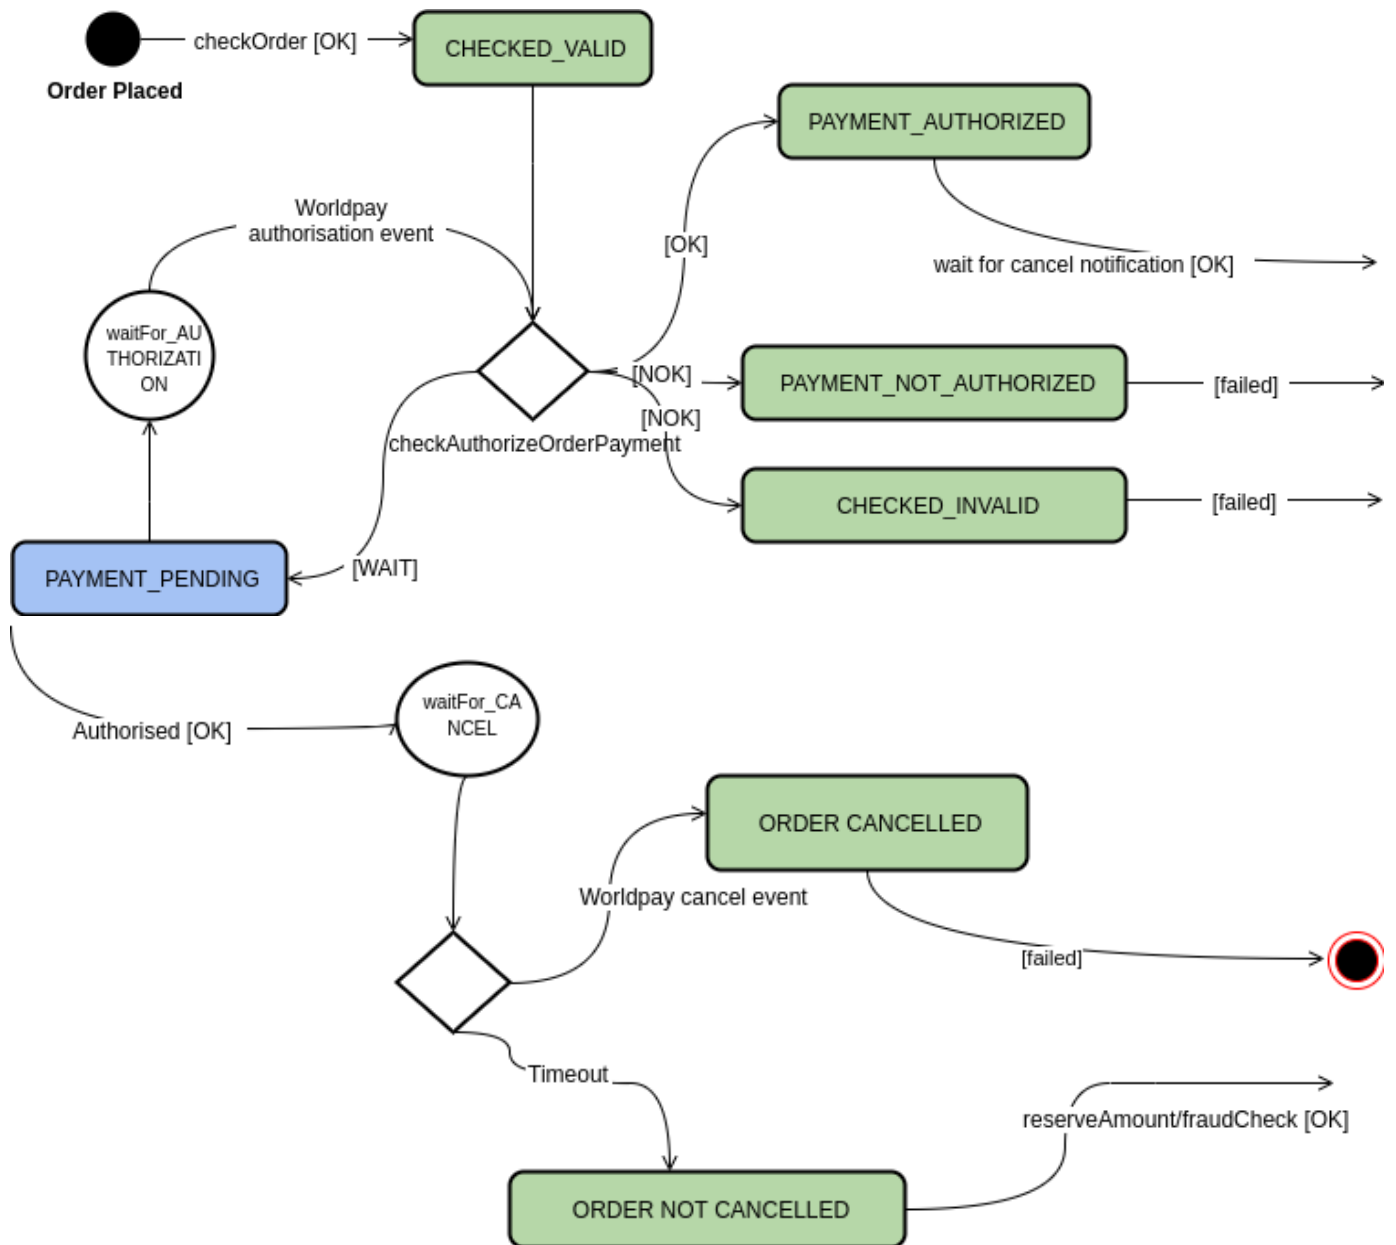 checkOrder [OK]
CHECKED_VALID
Order Placed
PAYMENT_AUTHORIZED
Worldpay
authorisation event
[OK]
wait for cancel notification [OK]
waitFor_AU
THORIZATI
ON
[NOK]
PAYMENT_NOT_AUTHORIZED
[failed]
[NOK]
checkAuthorizeOrderPayment
CHECKED_INVALID
[failed]
[WAIT]
PAYMENT_PENDING
waitFor_CA
NCEL
Authorised [OK]
ORDER CANCELLED
Worldpay cancel event
[failed]
Timeout
reserveAmount/fraudCheck [OK]
ORDER NOT CANCELLED